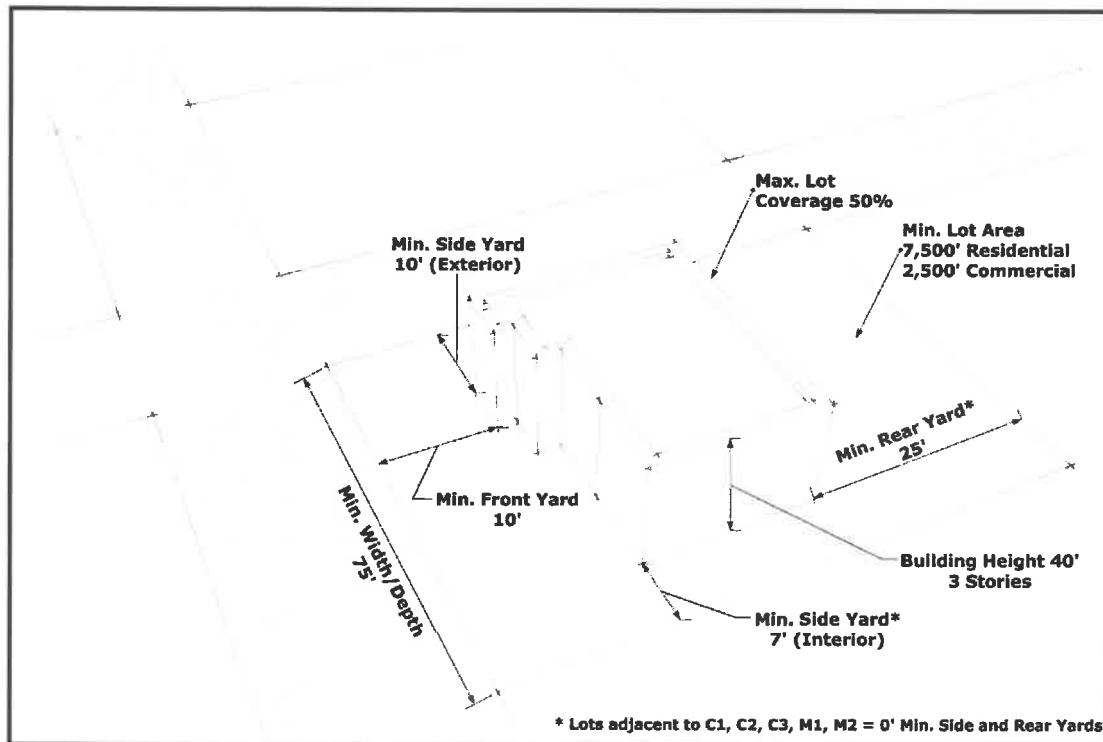 Max. Lot
Coverage 50%
Min. Lot Area
7,500' Residential
2,500' Commercial
Min. Side Yard
10' (Exterior)
Min. Rear Yard*
25'
Min. Front Yard
10'
Min. Width/Depth
75'
Building Height 40'
3 Stories
Min. Side Yard*
7' (Interior)
* Lots adjacent to C1, C2, C3, M1, M2 = 0' Min. Side and Rear Yards